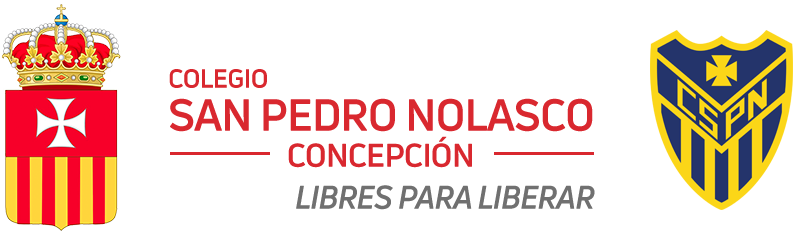 COLEGIO
SAN PEDRO NOLASCO
CONCEPCIÓN
LIBRES PARA LIBERAR
CSPN